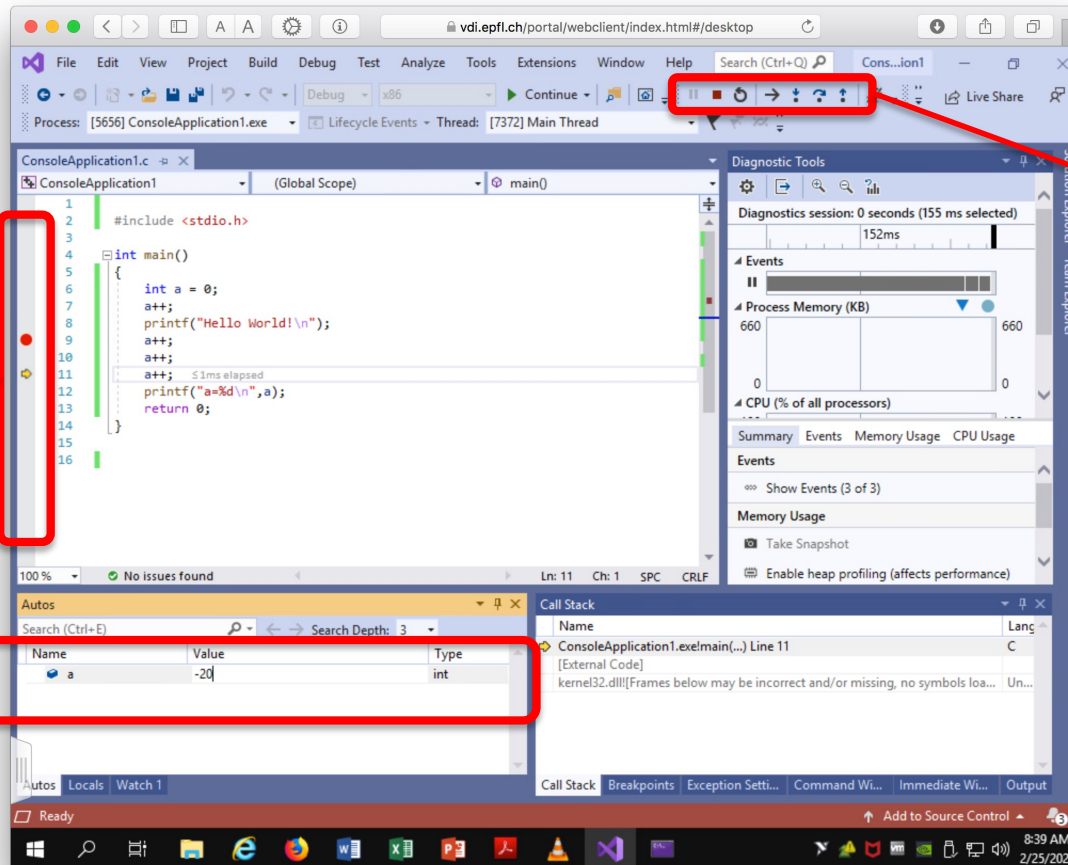 A A vdi.epfl.ch/portal/webclient/index.html#/desktop
File Edit View Project Build Debug Test Analyze Tools Extensions Window Help Search (Ctrl+Q) Cons...ion1
Debug x86 Continue Live Share
Process: [5656] ConsoleApplication1.exe Lifecycle Events Thread: [7372] Main Thread
ConsoleApplication1.c
ConsoleApplication1 (Global Scope) main()
1
2 #include <stdio.h>
3
4 int main()
5 {
6 int a = 0;
7 a++;
8 printf("Hello World!\n");
9 a++;
10 a++;
11 a++; ≤1ms elapsed
12 printf("a=%d\n",a);
13 return 0;
14 }
15
16
100 % No issues found Ln: 11 Ch: 1 SPC CRLF
Diagnostic Tools
Diagnostics session: 0 seconds (155 ms selected)
152ms
Events
Process Memory (KB)
660 660
0 0
CPU (% of all processors)
Summary Events Memory Usage CPU Usage
Events
Show Events (3 of 3)
Memory Usage
Take Snapshot
Enable heap profiling (affects performance)
Explorer
Team Explorer
Autos
Search (Ctrl+E) Search Depth: 3
Name Value Type
a -20 int
Autos Locals Watch 1
Call Stack
Name Lang
ConsoleApplication1.exe!main(...) Line 11 C
[External Code]
kernel32.dll![Frames below may be incorrect and/or missing, no symbols loa... Un...
Call Stack Breakpoints Exception Setti... Command Wi... Immediate Wi... Output
Ready Add to Source Control 3
8:39 AM
2/25/202